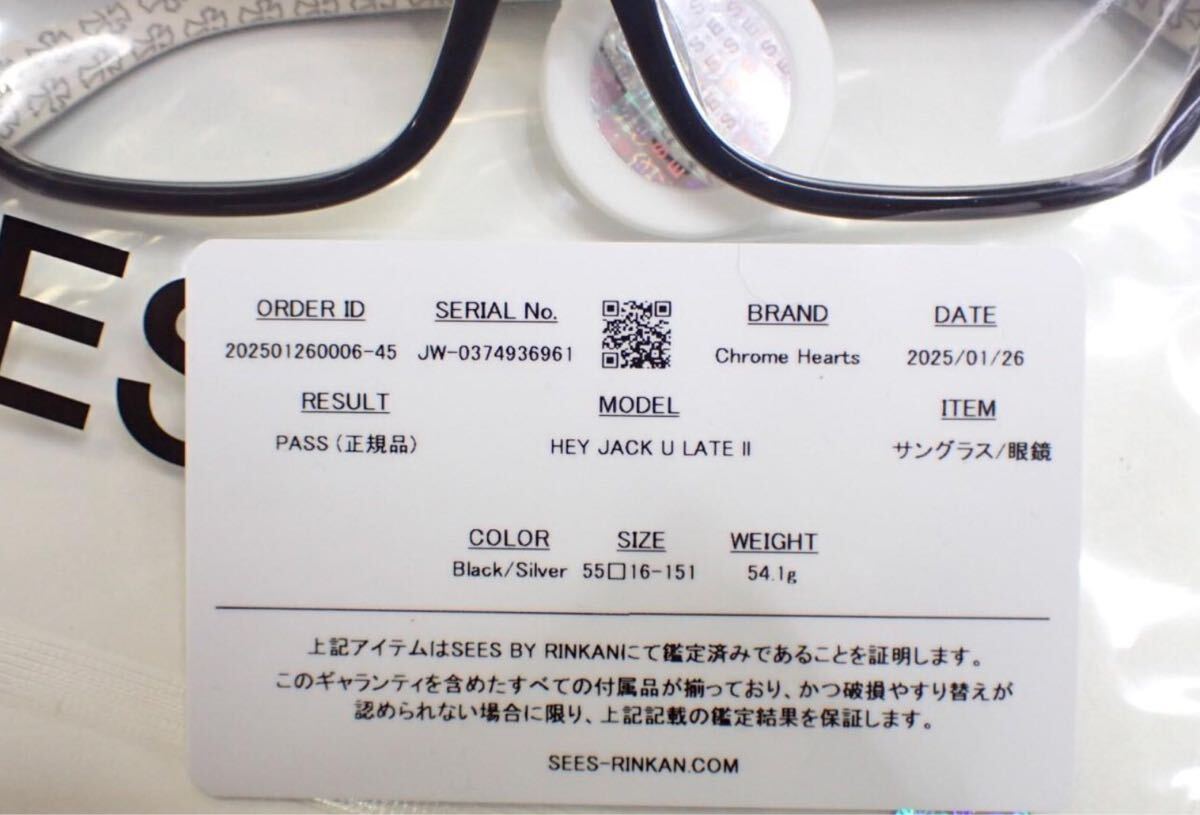 ES
ORDER ID SERIAL No. BRAND DATE
202501260006-45 JW-0374936961 Chrome Hearts 2025/01/26
RESULT MODEL ITEM
PASS (正規品) HEY JACK U LATE II サングラス/眼鏡
COLOR SIZE WEIGHT
Black/Silver 55□16-151 54.1g
上記アイテムはSEES BY RINKANにて鑑定済みであることを証明します。
このギャランティを含めたすべての付属品が揃っており、かつ破損やすり替えが
認められない場合に限り、上記記載の鑑定結果を保証します。
SEES-RINKAN.COM